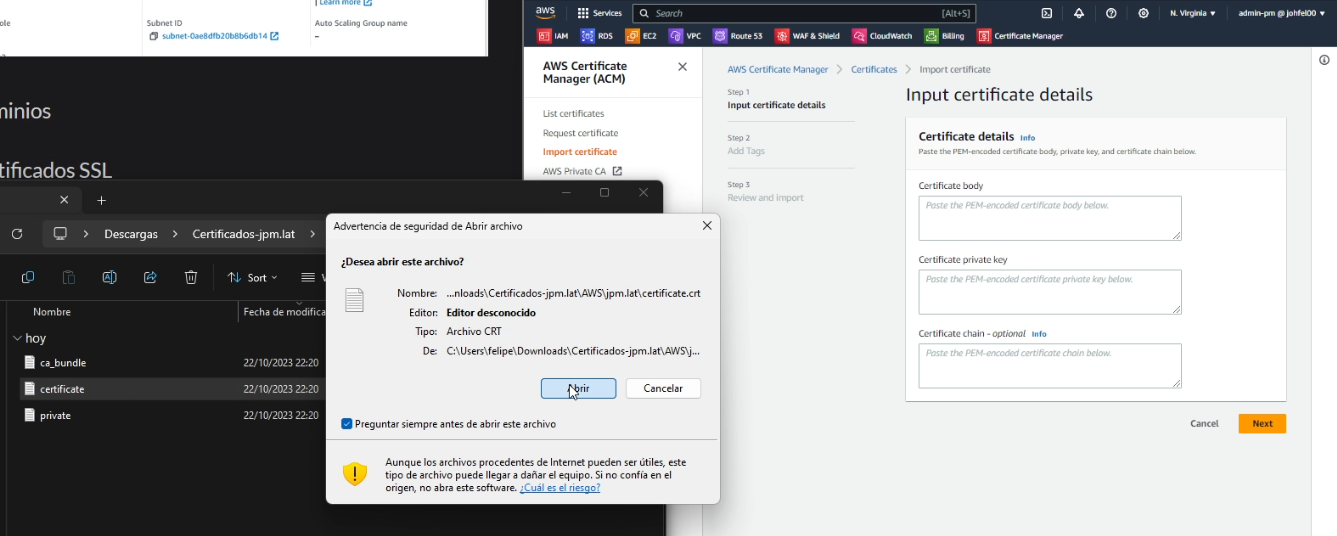 Learn more
ole
Subnet ID
Auto Scaling Group name
subnet-0ae8dfb20b8b6db14
–
minios
tificados SSL
aws
Services
Search
[Alt+S]
N. Virginia
admin-pm @ johfel00
IAM
RDS
EC2
VPC
Route 53
WAF & Shield
CloudWatch
Billing
Certificate Manager
AWS Certificate
Manager (ACM)
List certificates
Request certificate
Import certificate
AWS Private CA
AWS Certificate Manager > Certificates > Import certificate
Step 1
Input certificate details
Step 2
Add Tags
Step 3
Review and import
Input certificate details
Certificate details Info
Paste the PEM-encoded certificate body, private key, and certificate chain below.
Certificate body
Paste the PEM-encoded certificate body below.
Certificate private key
Paste the PEM-encoded certificate private key below.
Certificate chain - optional Info
Paste the PEM-encoded certificate chain below.
Cancel
Next
Descargas > Certificados-jpm.lat >
Sort
Nombre
Fecha de modifica
hoy
ca_bundle
22/10/2023 22:20
certificate
22/10/2023 22:20
private
22/10/2023 22:20
Advertencia de seguridad de Abrir archivo
¿Desea abrir este archivo?
Nombre: ...nloads\Certificados-jpm.lat\AWS\jpm.lat\certificate.crt
Editor: Editor desconocido
Tipo: Archivo CRT
De: C:\Users\felipe\Downloads\Certificados-jpm.lat\AWS\j...
Abrir
Cancelar
Preguntar siempre antes de abrir este archivo
Aunque los archivos procedentes de Internet pueden ser útiles, este
tipo de archivo puede llegar a dañar el equipo. Si no confía en el
origen, no abra este software. ¿Cuál es el riesgo?